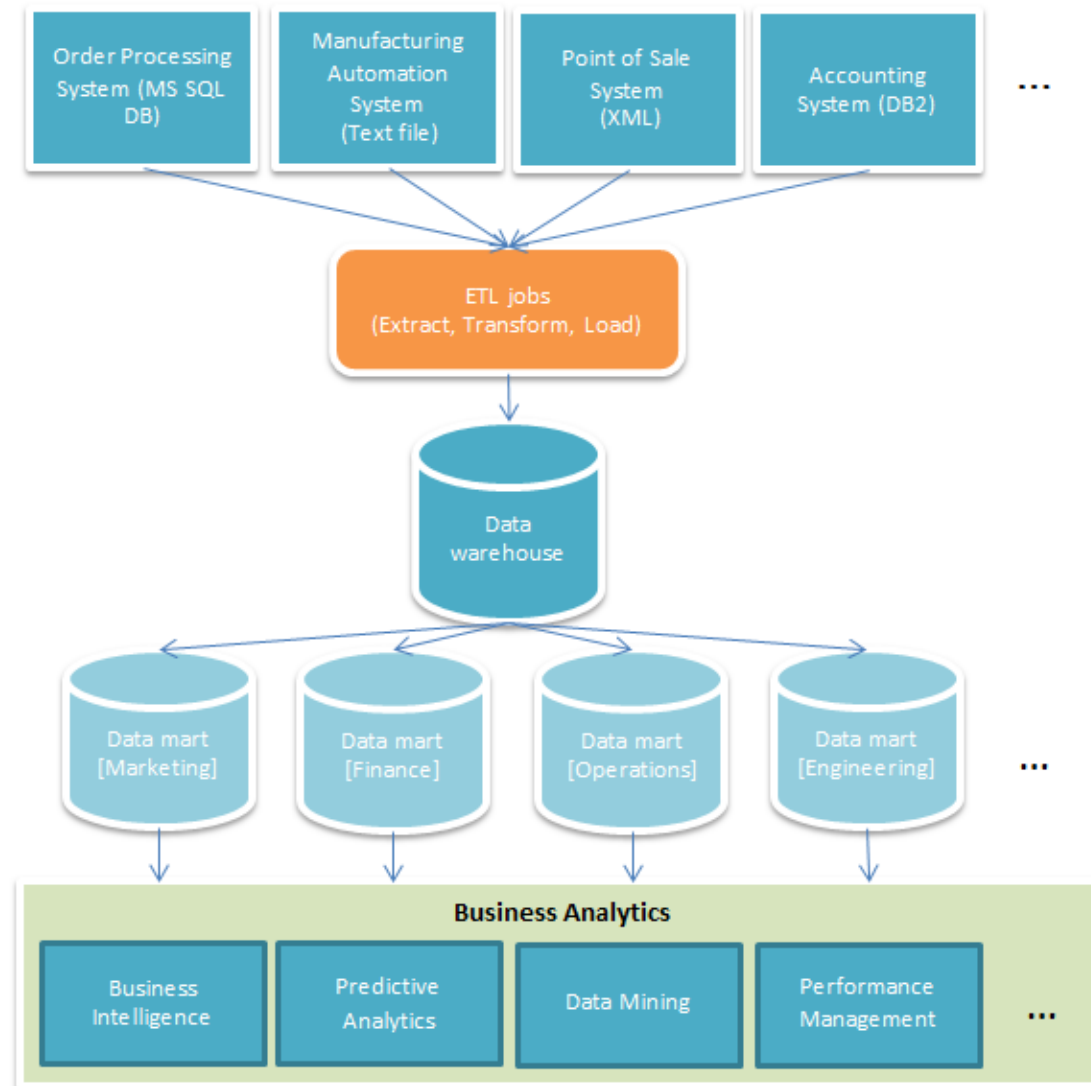 Order Processing
System (MS SQL
DB)
Manufacturing
Automation
System
(Text file)
Point of Sale
System
(XML)
Accounting
System (DB2)
...
ETL jobs
(Extract, Transform, Load)
Data
warehouse
Data mart
[Marketing]
Data mart
[Finance]
Data mart
[Operations]
Data mart
[Engineering]
...
Business Analytics
Business
Intelligence
Predictive
Analytics
Data Mining
Performance
Management
...